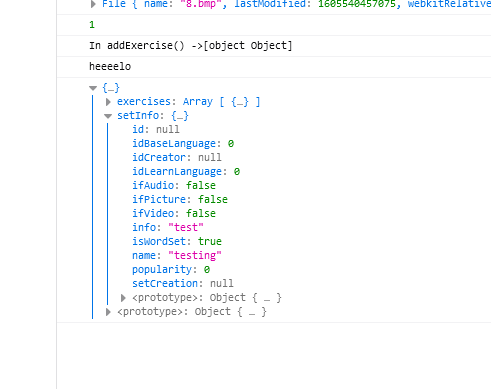 File { name: "8.bmp", lastModified: 1605540457075, webkitRelative
1
In addExercise() ->[object Object]
heeeelo
{…}
exercises: Array [ {…} ]
setInfo: {…}
id: null
idBaseLanguage: 0
idCreator: null
idLearnLanguage: 0
ifAudio: false
ifPicture: false
ifVideo: false
info: "test"
isWordSet: true
name: "testing"
popularity: 0
setCreation: null
<prototype>: Object { … }
<prototype>: Object { … }